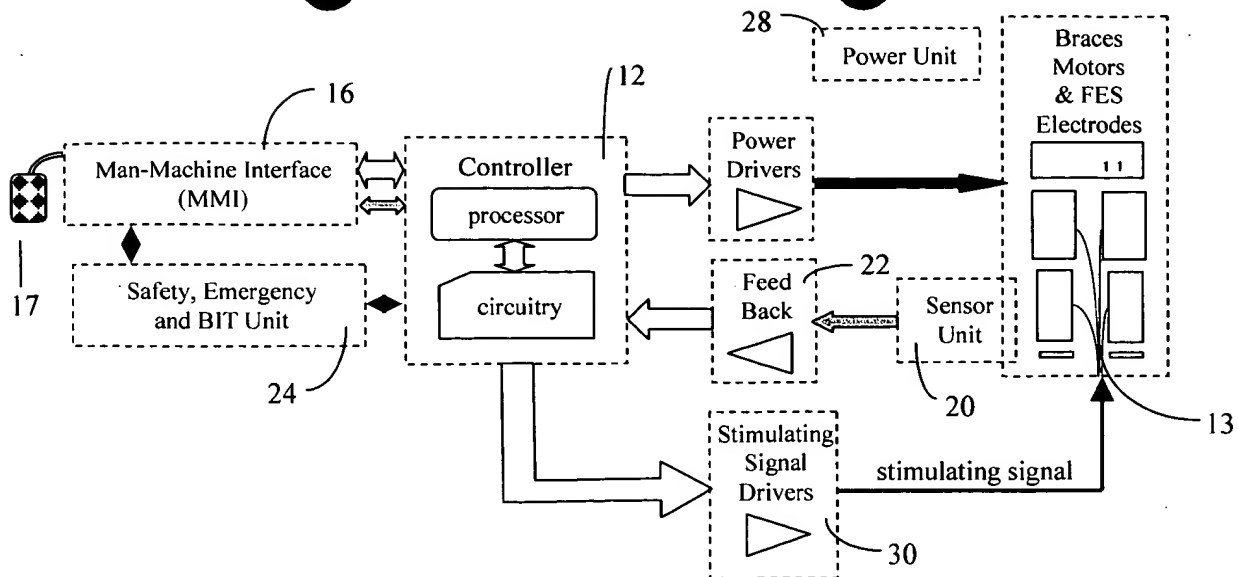 28
Power Unit
Braces
Motors
& FES
Electrodes
16
12
Man-Machine Interface
(MMI)
Controller
processor
circuitry
Power
Drivers
17
Safety, Emergency
and BIT Unit
24
Feed
Back
22
Sensor
Unit
20
13
Stimulating
Signal
Drivers
30
stimulating signal